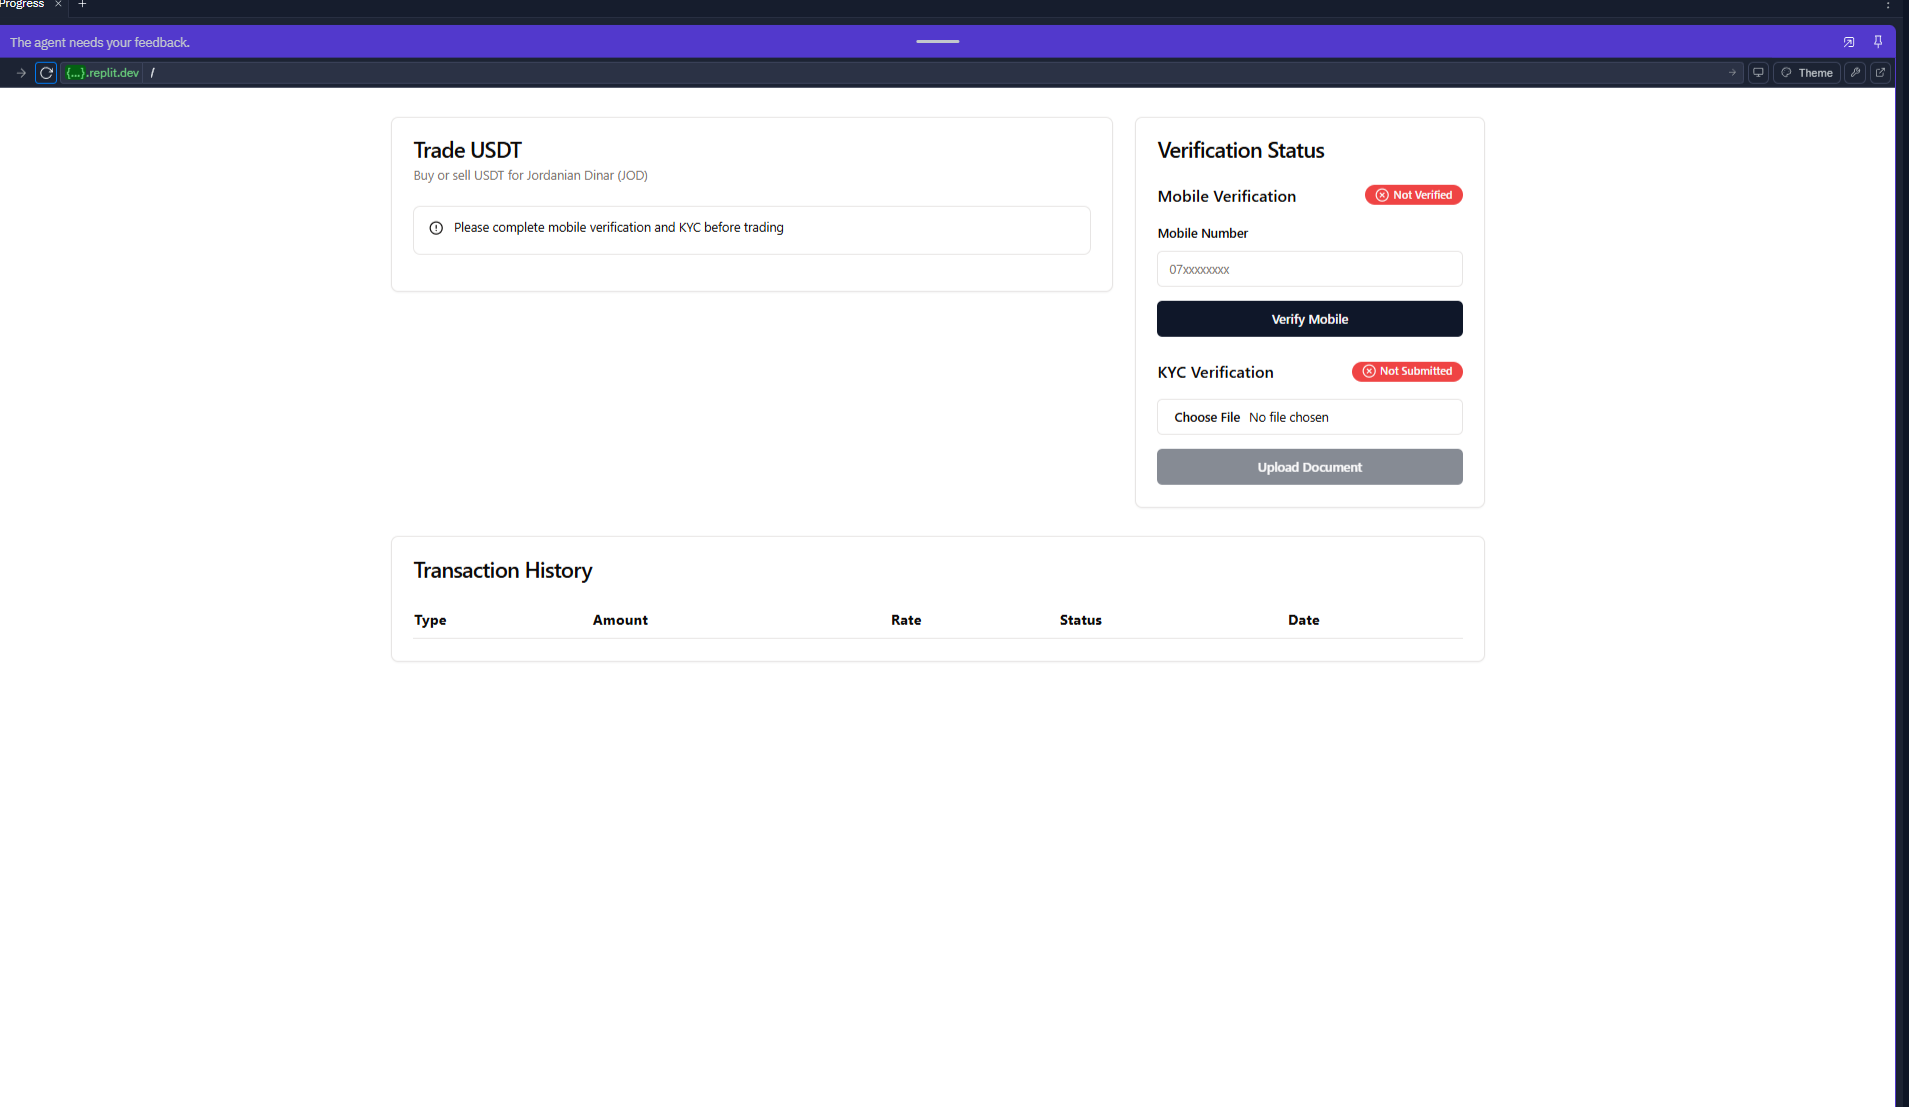 Progress
The agent needs your feedback.
{...}.replit.dev /
Theme
Trade USDT
Buy or sell USDT for Jordanian Dinar (JOD)
Please complete mobile verification and KYC before trading
Verification Status
Mobile Verification
Not Verified
Mobile Number
07xxxxxxxx
Verify Mobile
KYC Verification
Not Submitted
Choose File No file chosen
Upload Document
Transaction History
Type Amount Rate Status Date